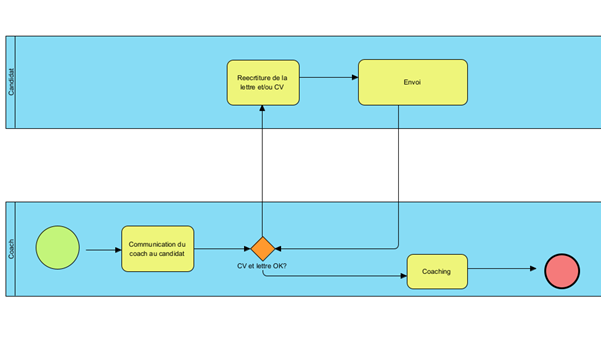 Candidat
Reecrtiture de la
lettre et/ou CV
Envoi
Coach
Communication du
coach au candidat
CV et lettre OK?
Coaching